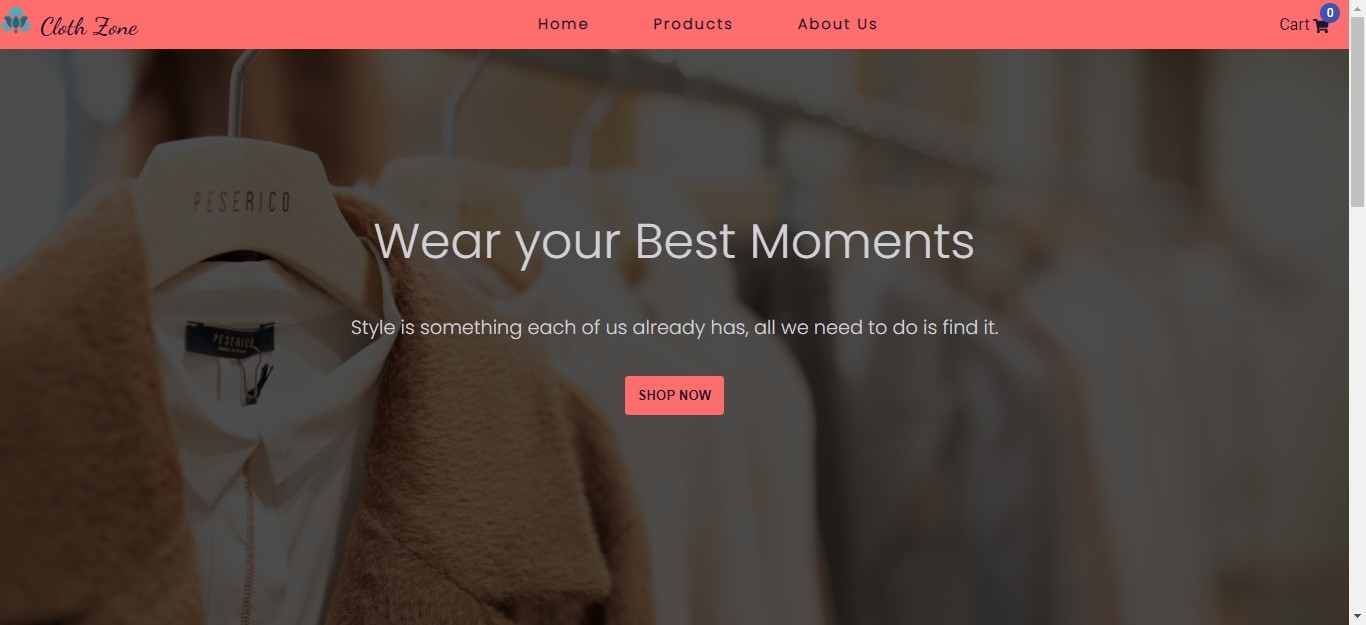 Cloth Zone
Home Products About Us
Cart 0
PESERICO
Wear your Best Moments
Style is something each of us already has, all we need to do is find it.
PESERICO
SHOP NOW